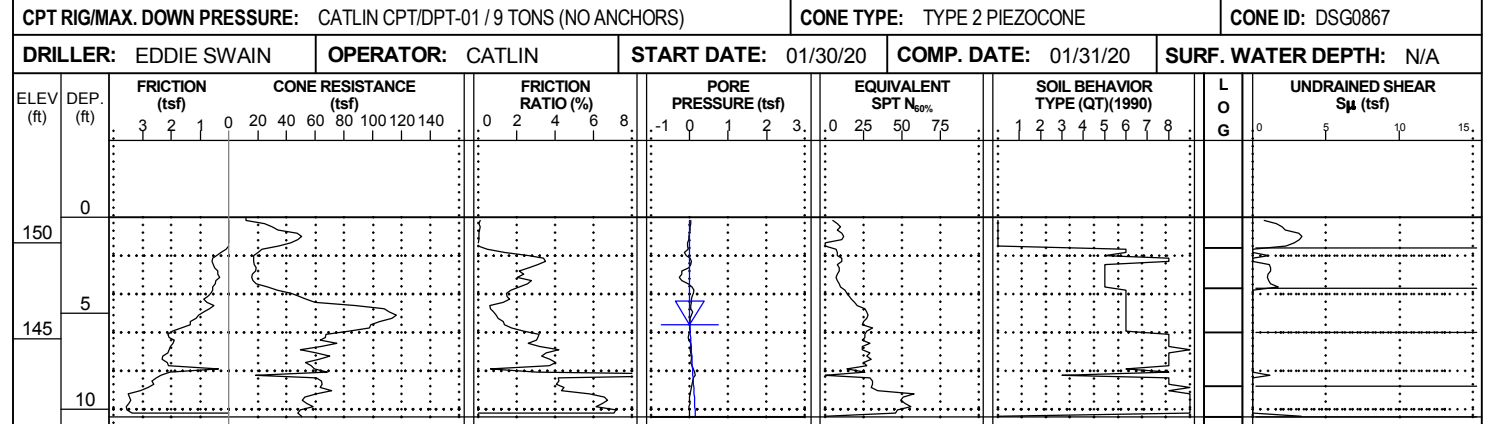 CPT RIG/MAX. DOWN PRESSURE: CATLIN CPT/DPT-01 / 9 TONS (NO ANCHORS) CONE TYPE: TYPE 2 PIEZOCONE CONE ID: DSG0867
DRILLER: EDDIE SWAIN OPERATOR: CATLIN START DATE: 01/30/20 COMP. DATE: 01/31/20 SURF. WATER DEPTH: N/A
ELEV (ft)
DEP. (ft)
FRICTION (tsf)
3 2 1 0
CONE RESISTANCE (tsf)
20 40 60 80 100 120 140
FRICTION RATIO (%)
0 2 4 6 8
PORE PRESSURE (tsf)
-1 0 1 2 3
EQUIVALENT SPT N60%
0 25 50 75
SOIL BEHAVIOR TYPE (QT)(1990)
1 2 3 4 5 6 7 8
L O G
UNDRAINED SHEAR Sμ (tsf)
0 5 10 15
0
150
5
145
10